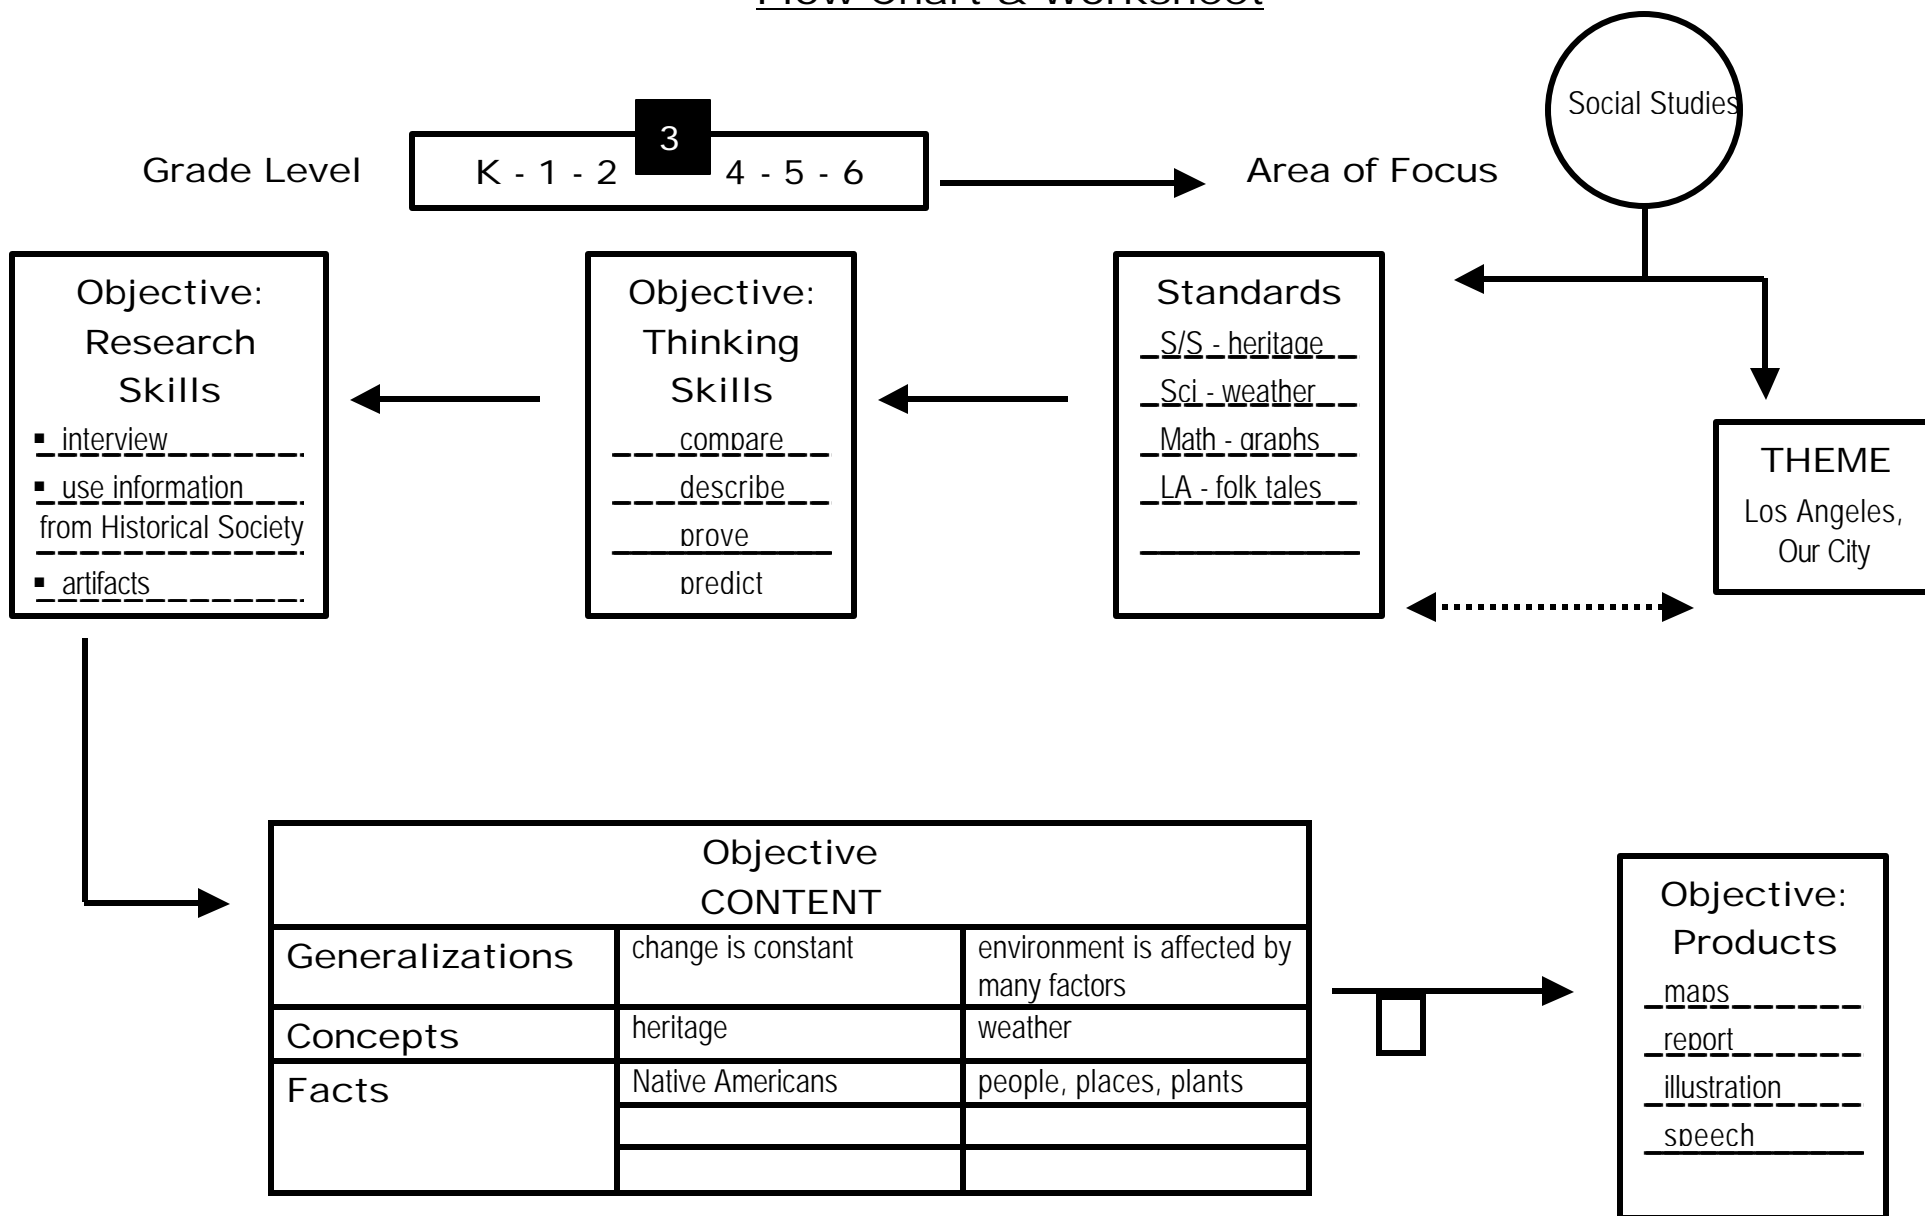 Flow Chart & Worksheet
Grade Level
K - 1 - 2 3 4 - 5 - 6
Area of Focus
Social Studies
Objective:
Research
Skills
▪ interview
▪ use information
from Historical Society
▪ artifacts
Objective:
Thinking
Skills
compare
describe
prove
predict
Standards
S/S - heritage
Sci - weather
Math - graphs
LA - folk tales
THEME
Los Angeles,
Our City
Objective
CONTENT
Generalizations
change is constant
environment is affected by
many factors
Concepts
heritage
weather
Facts
Native Americans
people, places, plants
Objective:
Products
maps
report
illustration
speech